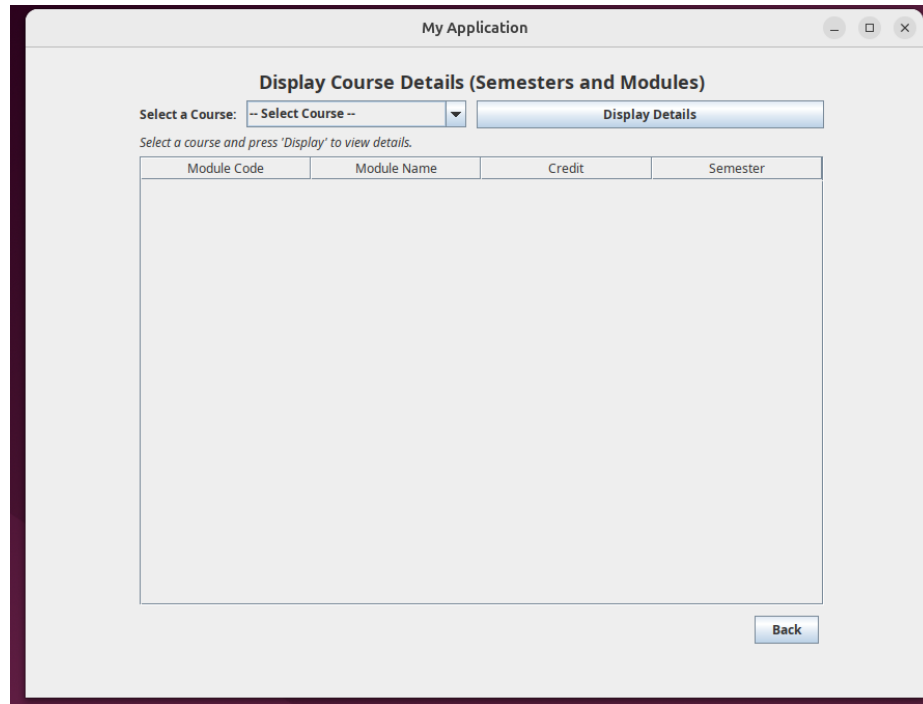 My Application
Display Course Details (Semesters and Modules)
Select a Course: -- Select Course -- Display Details
Select a course and press 'Display' to view details.
Module Code Module Name Credit Semester
Back